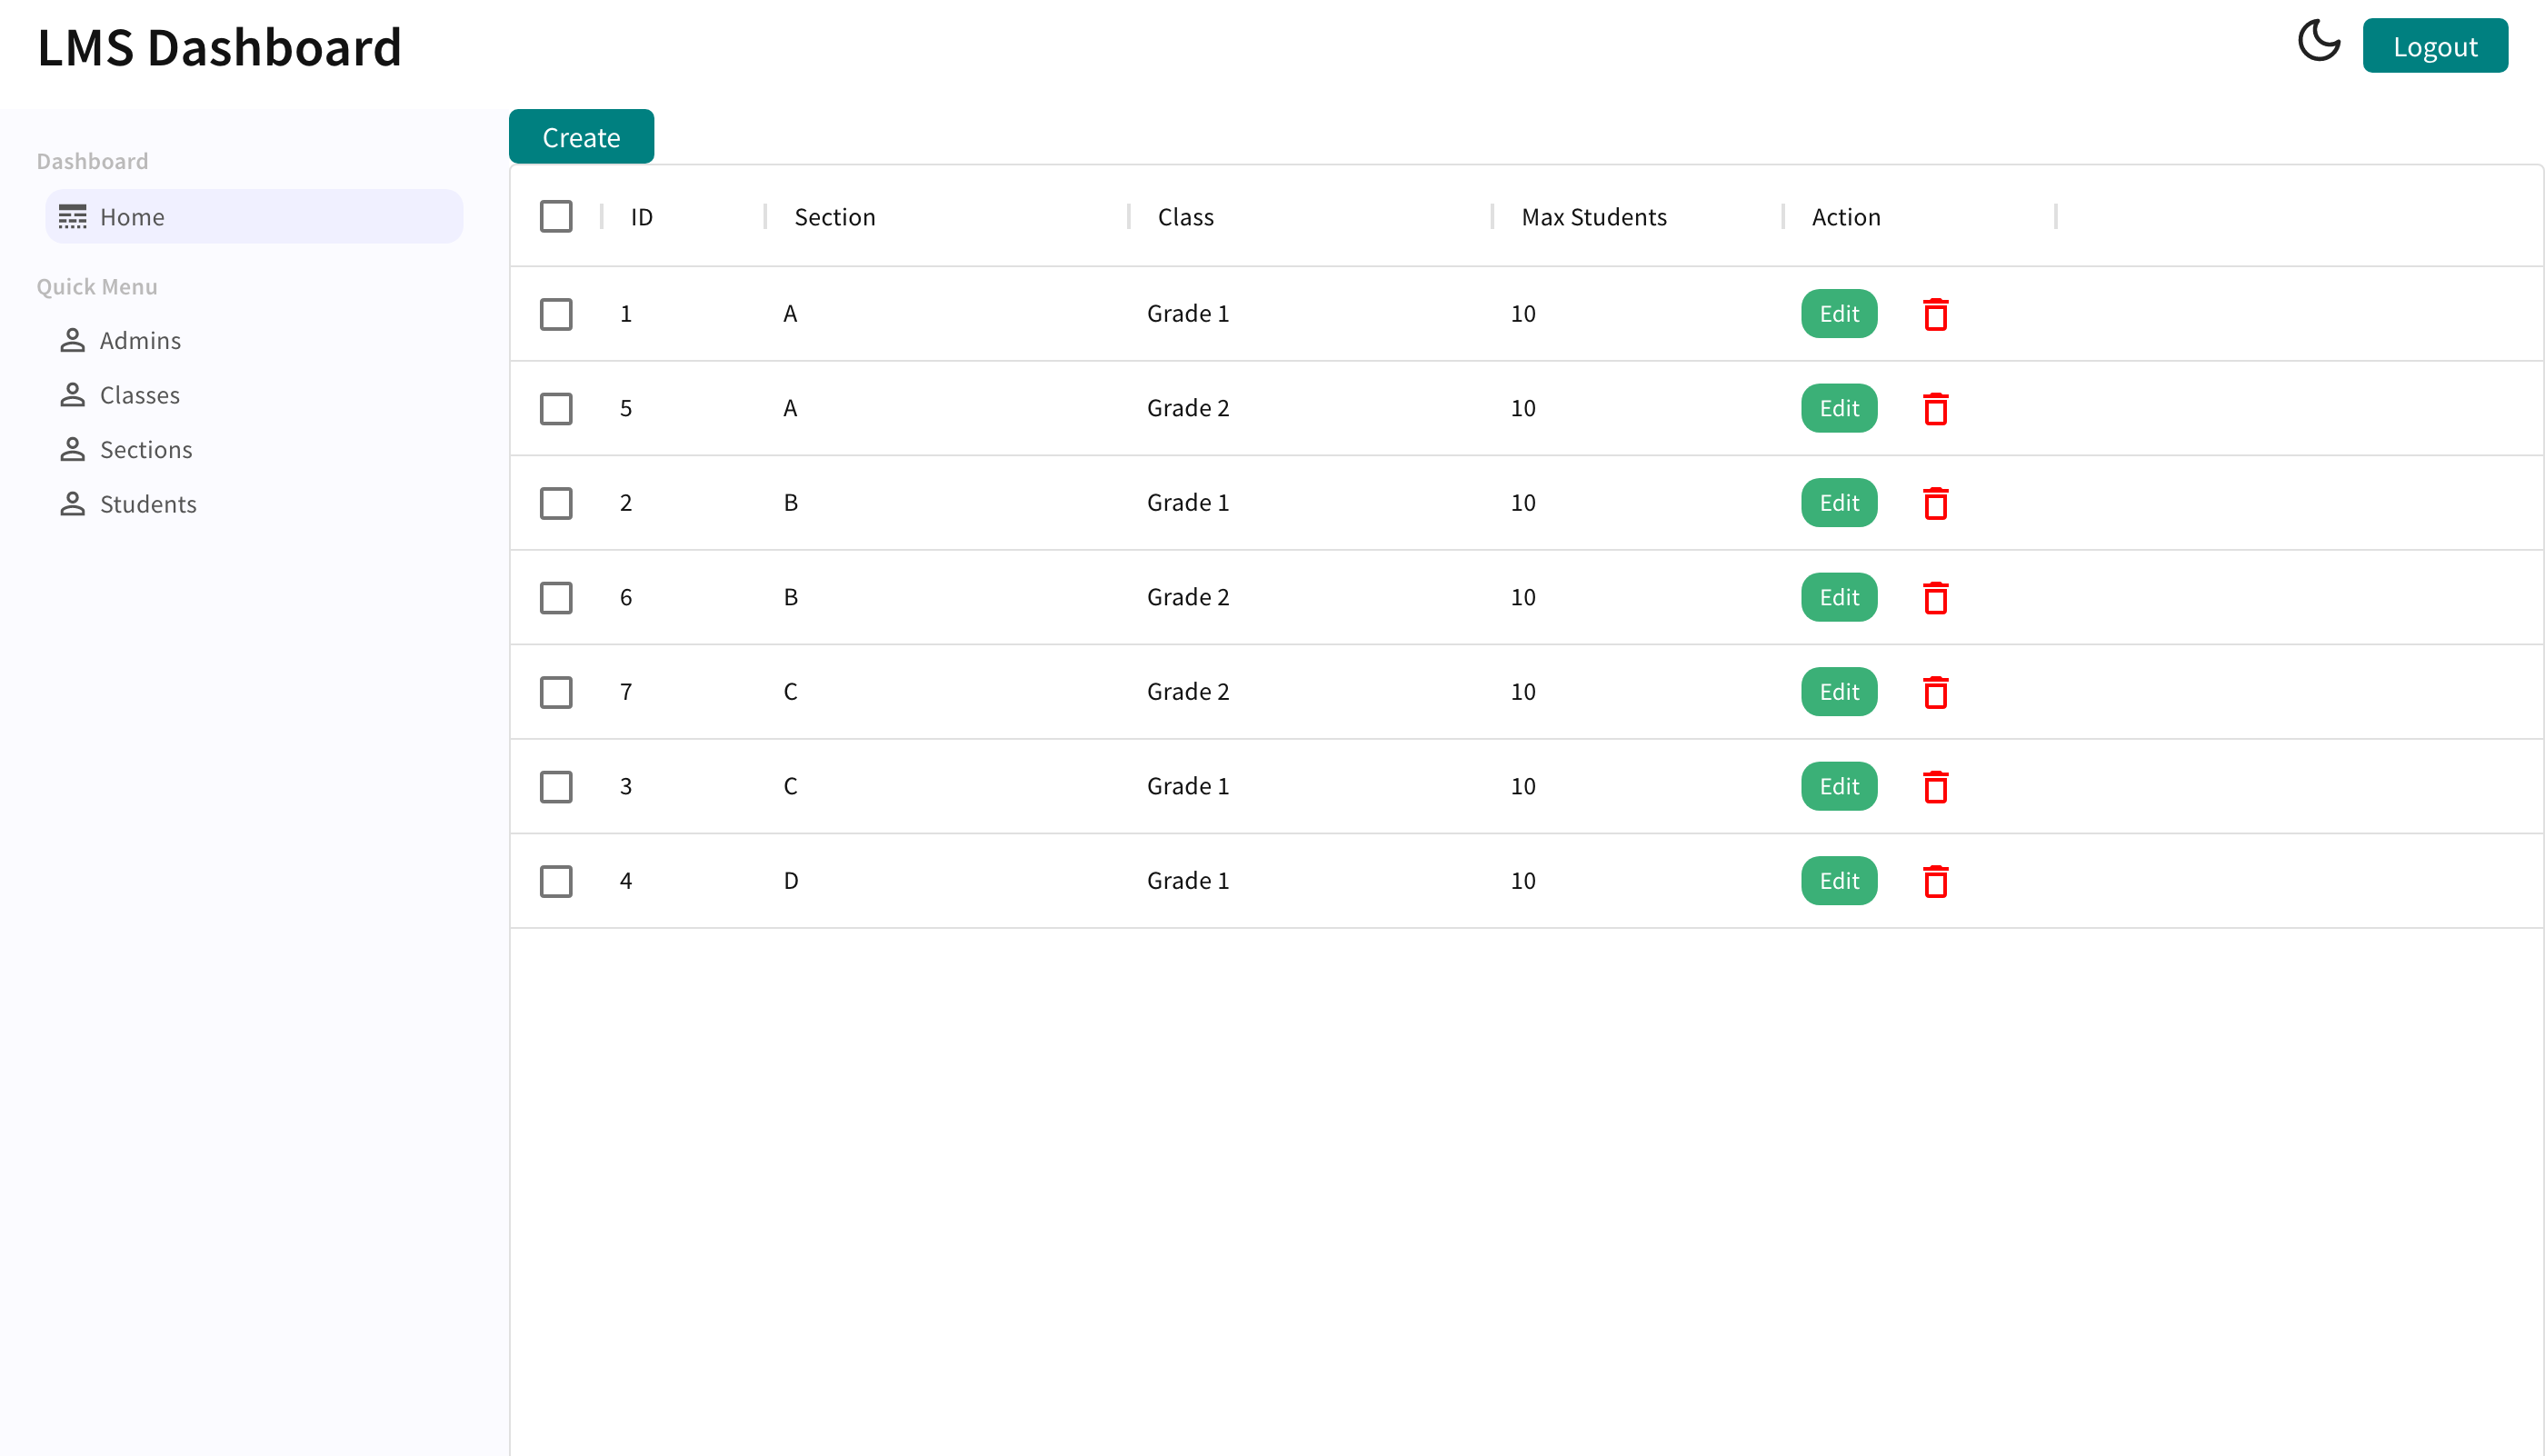 LMS Dashboard
Logout
Dashboard
Home
Quick Menu
Admins
Classes
Sections
Students
Create
ID Section Class Max Students Action
1 A Grade 1 10 Edit
5 A Grade 2 10 Edit
2 B Grade 1 10 Edit
6 B Grade 2 10 Edit
7 C Grade 2 10 Edit
3 C Grade 1 10 Edit
4 D Grade 1 10 Edit